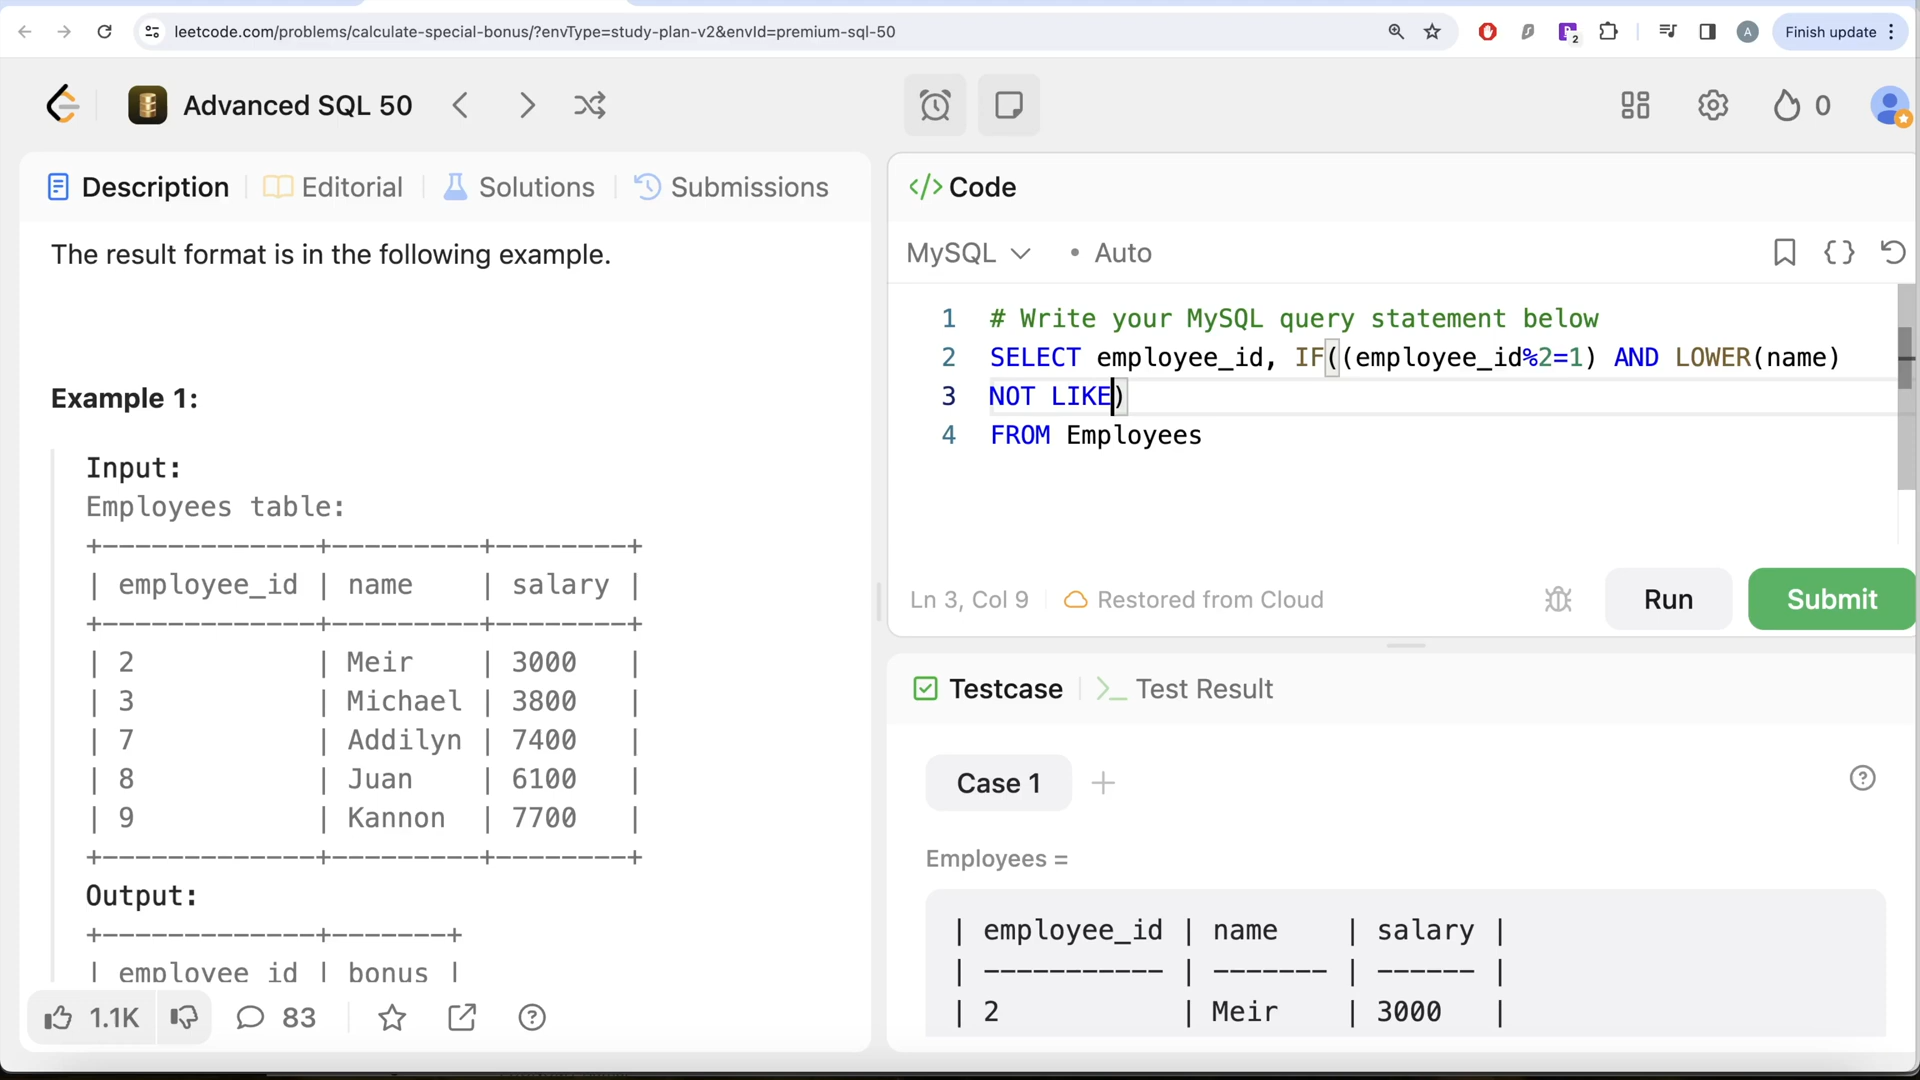 leetcode.com/problems/calculate-special-bonus/?envType=study-plan-v2&envId=premium-sql-50
2
A
Finish update
Advanced SQL 50
0
Description
Editorial
Solutions
Submissions
The result format is in the following example.
Example 1:
Input:
Employees table:
+-------------+---------+--------+
| employee_id | name    | salary |
+-------------+---------+--------+
| 2           | Meir    | 3000   |
| 3           | Michael | 3800   |
| 7           | Addilyn | 7400   |
| 8           | Juan    | 6100   |
| 9           | Kannon  | 7700   |
+-------------+---------+--------+
Output:
+-------------+-------+
| employee_id | bonus |
1.1K
83
</> Code
MySQL
• Auto
{}
1 # Write your MySQL query statement below
2 SELECT employee_id, IF((employee_id%2=1) AND LOWER(name)
3 NOT LIKE)
4 FROM Employees
Ln 3, Col 9
Restored from Cloud
Run
Submit
Testcase
>_ Test Result
Case 1
+
Employees =
| employee_id | name    | salary |
| ----------- | ------- | ------ |
| 2           | Meir    | 3000   |